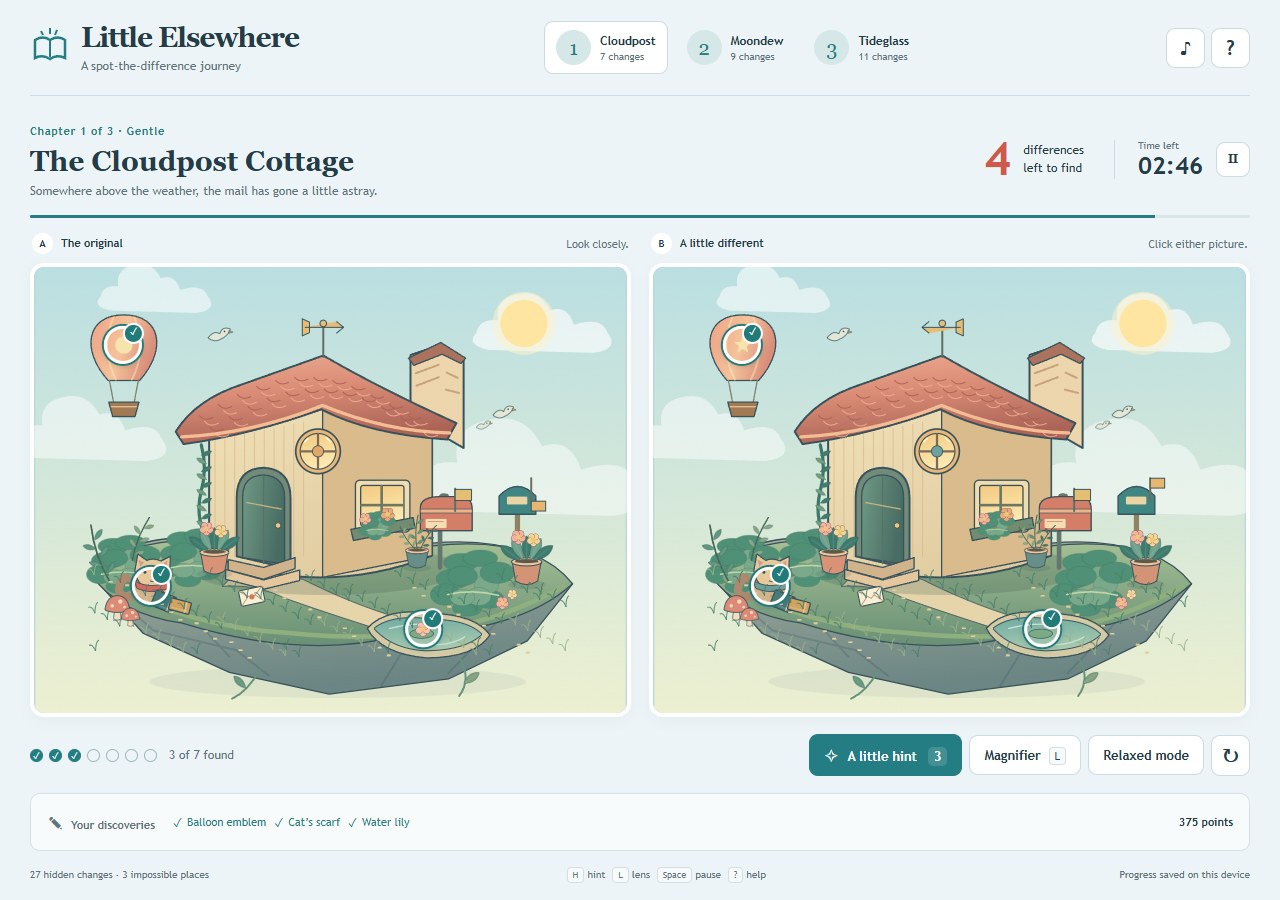 Little Elsewhere
A spot-the-difference journey
1 Cloudpost
7 changes
2 Moondew
9 changes
3 Tideglass
11 changes
?
Chapter 1 of 3 · Gentle
The Cloudpost Cottage
Somewhere above the weather, the mail has gone a little astray.
4 differences
left to find
Time left
02:46
A The original
Look closely.
B A little different
Click either picture.
3 of 7 found
A little hint 3
Magnifier L
Relaxed mode
Your discoveries
✓ Balloon emblem ✓ Cat's scarf ✓ Water lily
375 points
27 hidden changes · 3 impossible places
H hint L lens Space pause ? help
Progress saved on this device